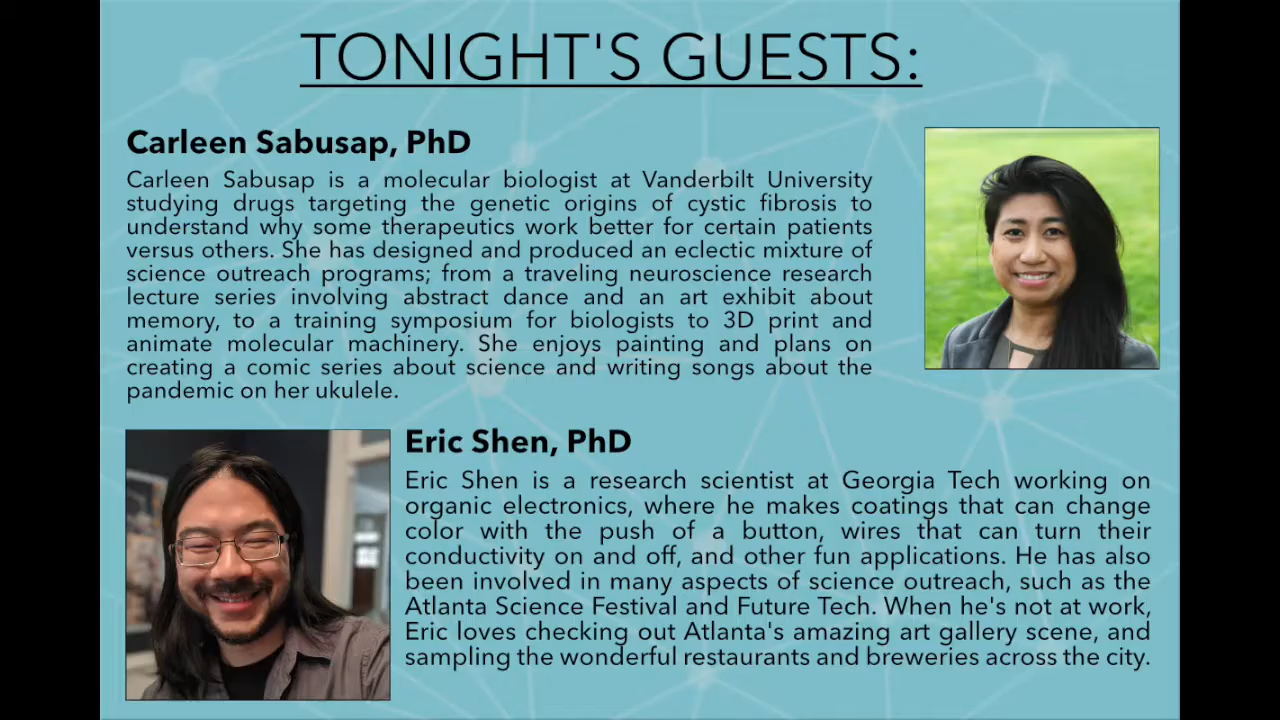 TONIGHT'S GUESTS:
Carleen Sabusap, PhD
Carleen Sabusap is a molecular biologist at Vanderbilt University
studying drugs targeting the genetic origins of cystic fibrosis to
understand why some therapeutics work better for certain patients
versus others. She has designed and produced an eclectic mixture of
science outreach programs; from a traveling neuroscience research
lecture series involving abstract dance and an art exhibit about
memory, to a training symposium for biologists to 3D print and
animate molecular machinery. She enjoys painting and plans on
creating a comic series about science and writing songs about the
pandemic on her ukulele.
Eric Shen, PhD
Eric Shen is a research scientist at Georgia Tech working on
organic electronics, where he makes coatings that can change
color with the push of a button, wires that can turn their
conductivity on and off, and other fun applications. He has also
been involved in many aspects of science outreach, such as the
Atlanta Science Festival and Future Tech. When he's not at work,
Eric loves checking out Atlanta's amazing art gallery scene, and
sampling the wonderful restaurants and breweries across the city.